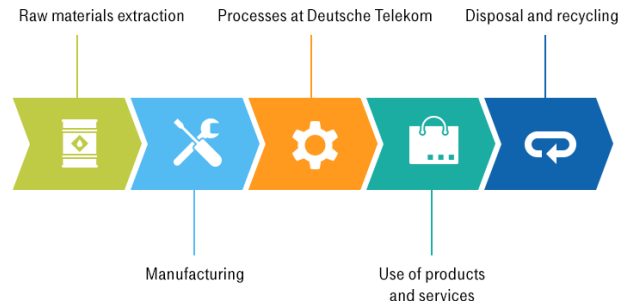 Raw materials extraction
Processes at Deutsche Telekom
Disposal and recycling
Manufacturing
Use of products
and services